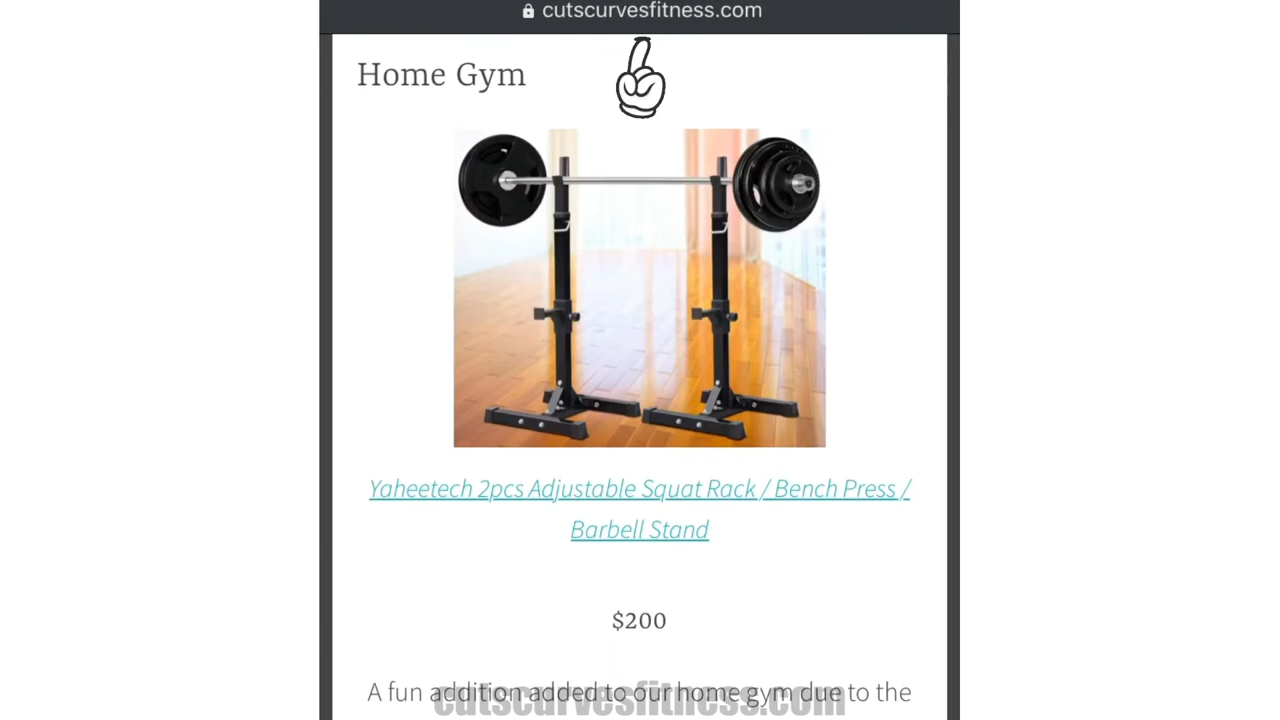 cutscurvesfitness.com
Home Gym
Yaheetech 2pcs Adjustable Squat Rack / Bench Press /
Barbell Stand
$200
A fun addition added to our home gym due to the
cutscurvesfitness.com